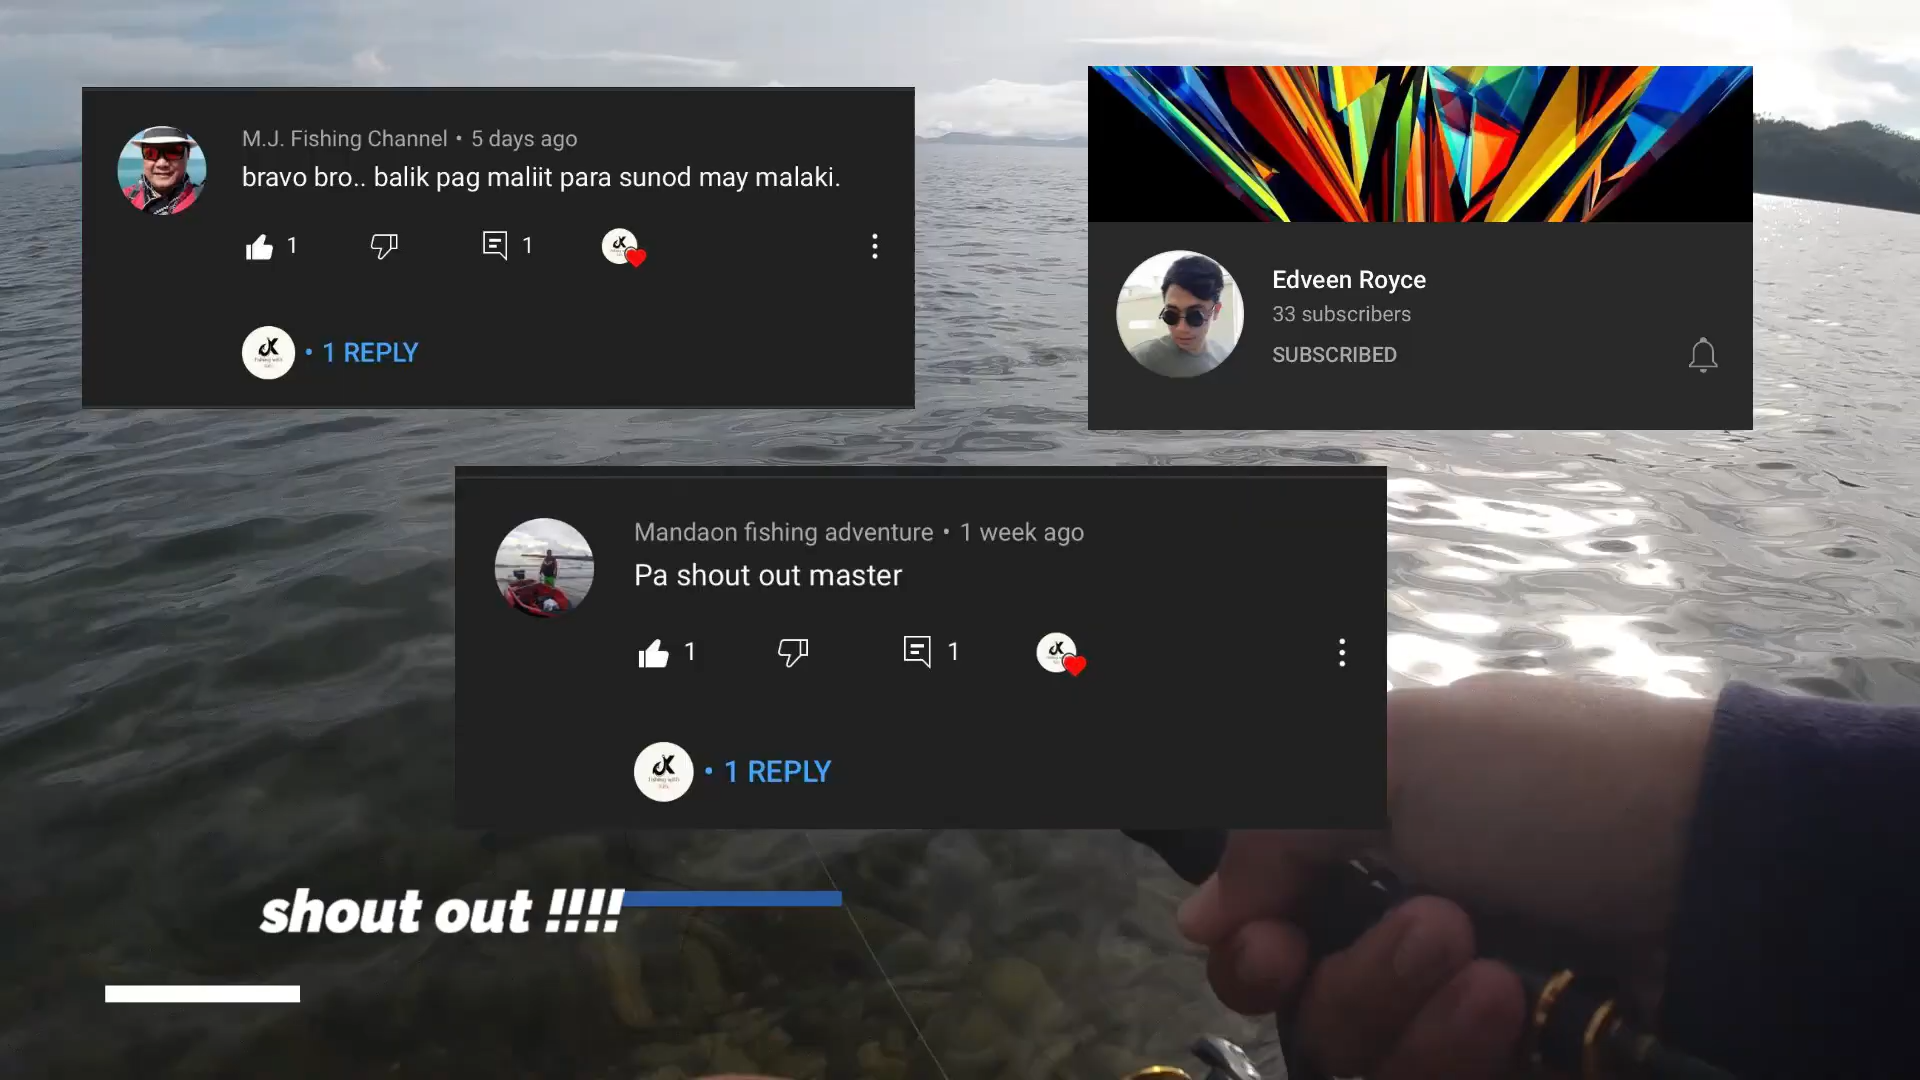 M.J. Fishing Channel • 5 days ago
bravo bro.. balik pag maliit para sunod may malaki.
1
1
• 1 REPLY
Edveen Royce
33 subscribers
SUBSCRIBED
Mandaon fishing adventure • 1 week ago
Pa shout out master
1
1
• 1 REPLY
shout out !!!!